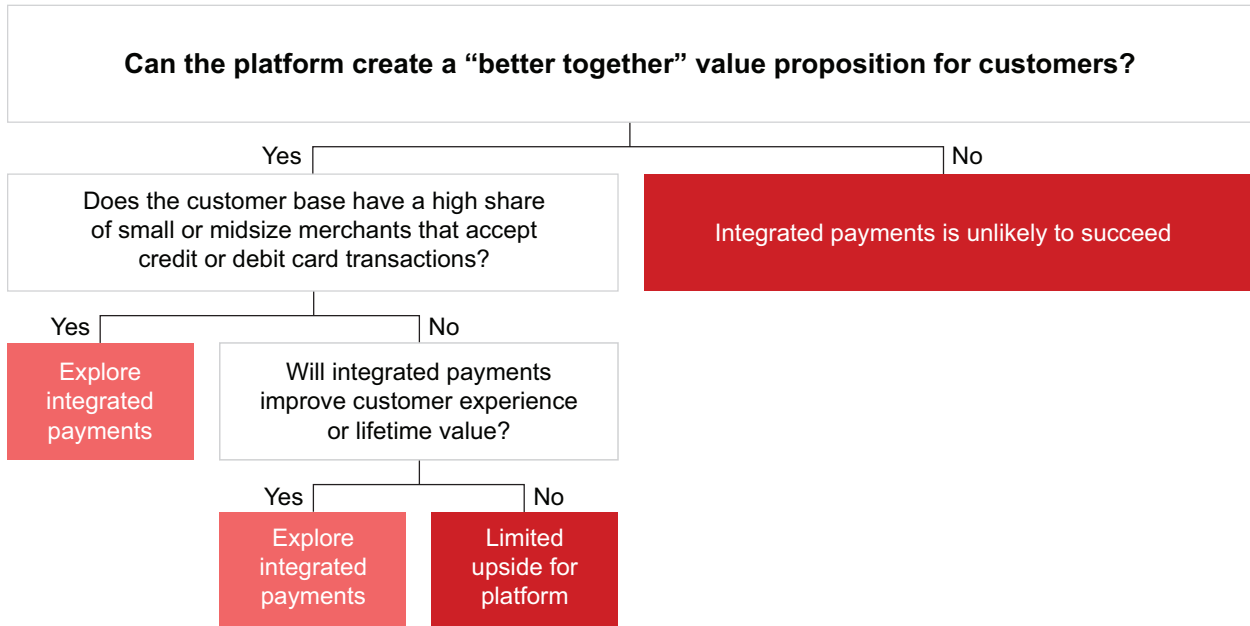 Can the platform create a “better together” value proposition for customers?
Yes
No
Does the customer base have a high share
of small or midsize merchants that accept
credit or debit card transactions?
Integrated payments is unlikely to succeed
Yes
No
Explore
integrated
payments
Will integrated payments
improve customer experience
or lifetime value?
Yes
No
Explore
integrated
payments
Limited
upside for
platform